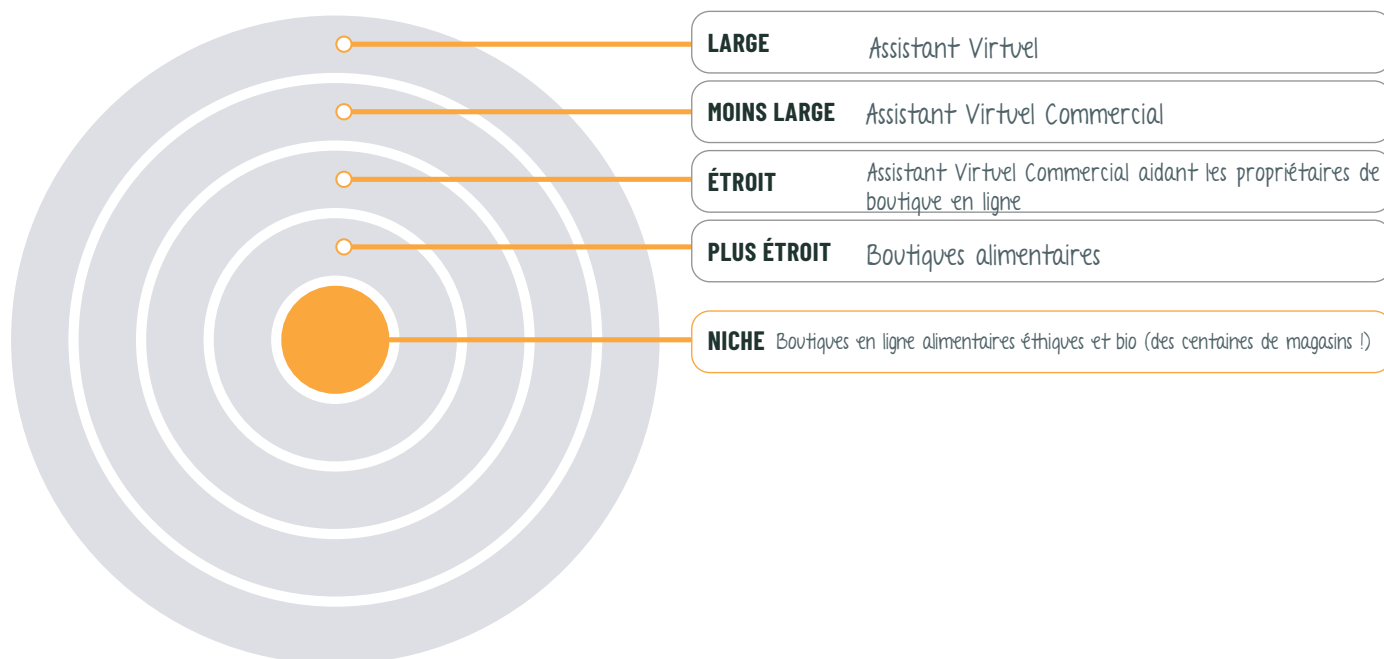 LARGE Assistant Virtuel
MOINS LARGE Assistant Virtuel Commercial
ÉTROIT Assistant Virtuel Commercial aidant les propriétaires de
boutique en ligne
PLUS ÉTROIT Boutiques alimentaires
NICHE Boutiques en ligne alimentaires éthiques et bio (des centaines de magasins !)